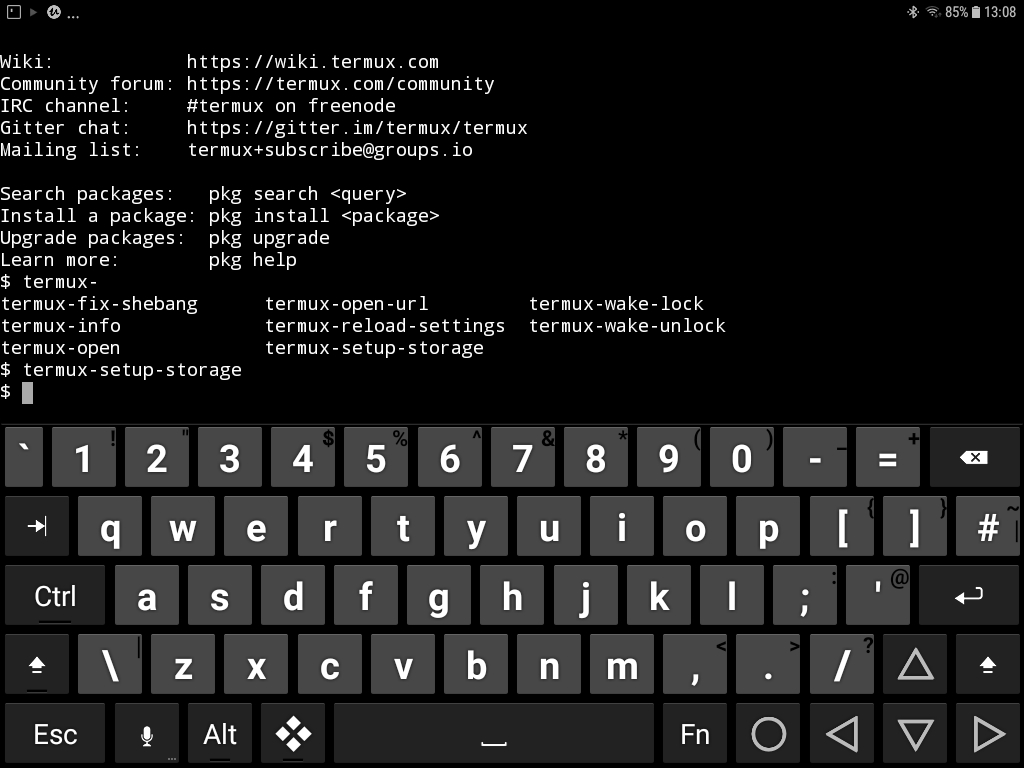 ... 85% 13:08
Wiki: https://wiki.termux.com
Community forum: https://termux.com/community
IRC channel: #termux on freenode
Gitter chat: https://gitter.im/termux/termux
Mailing list: termux+subscribe@groups.io
Search packages: pkg search <query>
Install a package: pkg install <package>
Upgrade packages: pkg upgrade
Learn more: pkg help
$ termux-
termux-fix-shebang termux-open-url termux-wake-lock
termux-info termux-reload-settings termux-wake-unlock
termux-open termux-setup-storage
$ termux-setup-storage
$
` 1 ! 2 " 3 4 $ 5 % 6 ^ 7 & 8 * 9 ( 0 ) - _ = +
q w e r t y u i o p [ { ] } # ~ |
Ctrl a s d f g h j k l ; : ' @
\ | z x c v b n m , < . > / ?
Esc ... Alt Fn